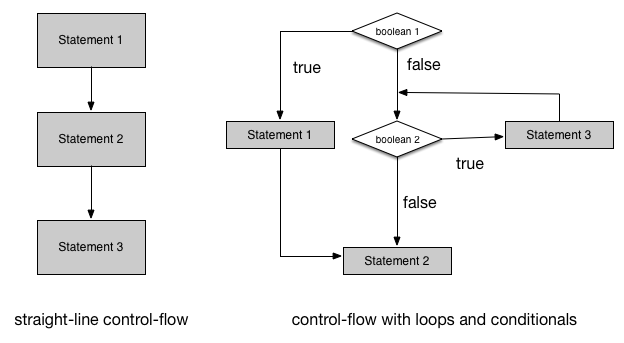 Statement 1
Statement 2
Statement 3
straight-line control-flow
boolean 1
true
false
Statement 1
boolean 2
Statement 3
true
false
Statement 2
control-flow with loops and conditionals